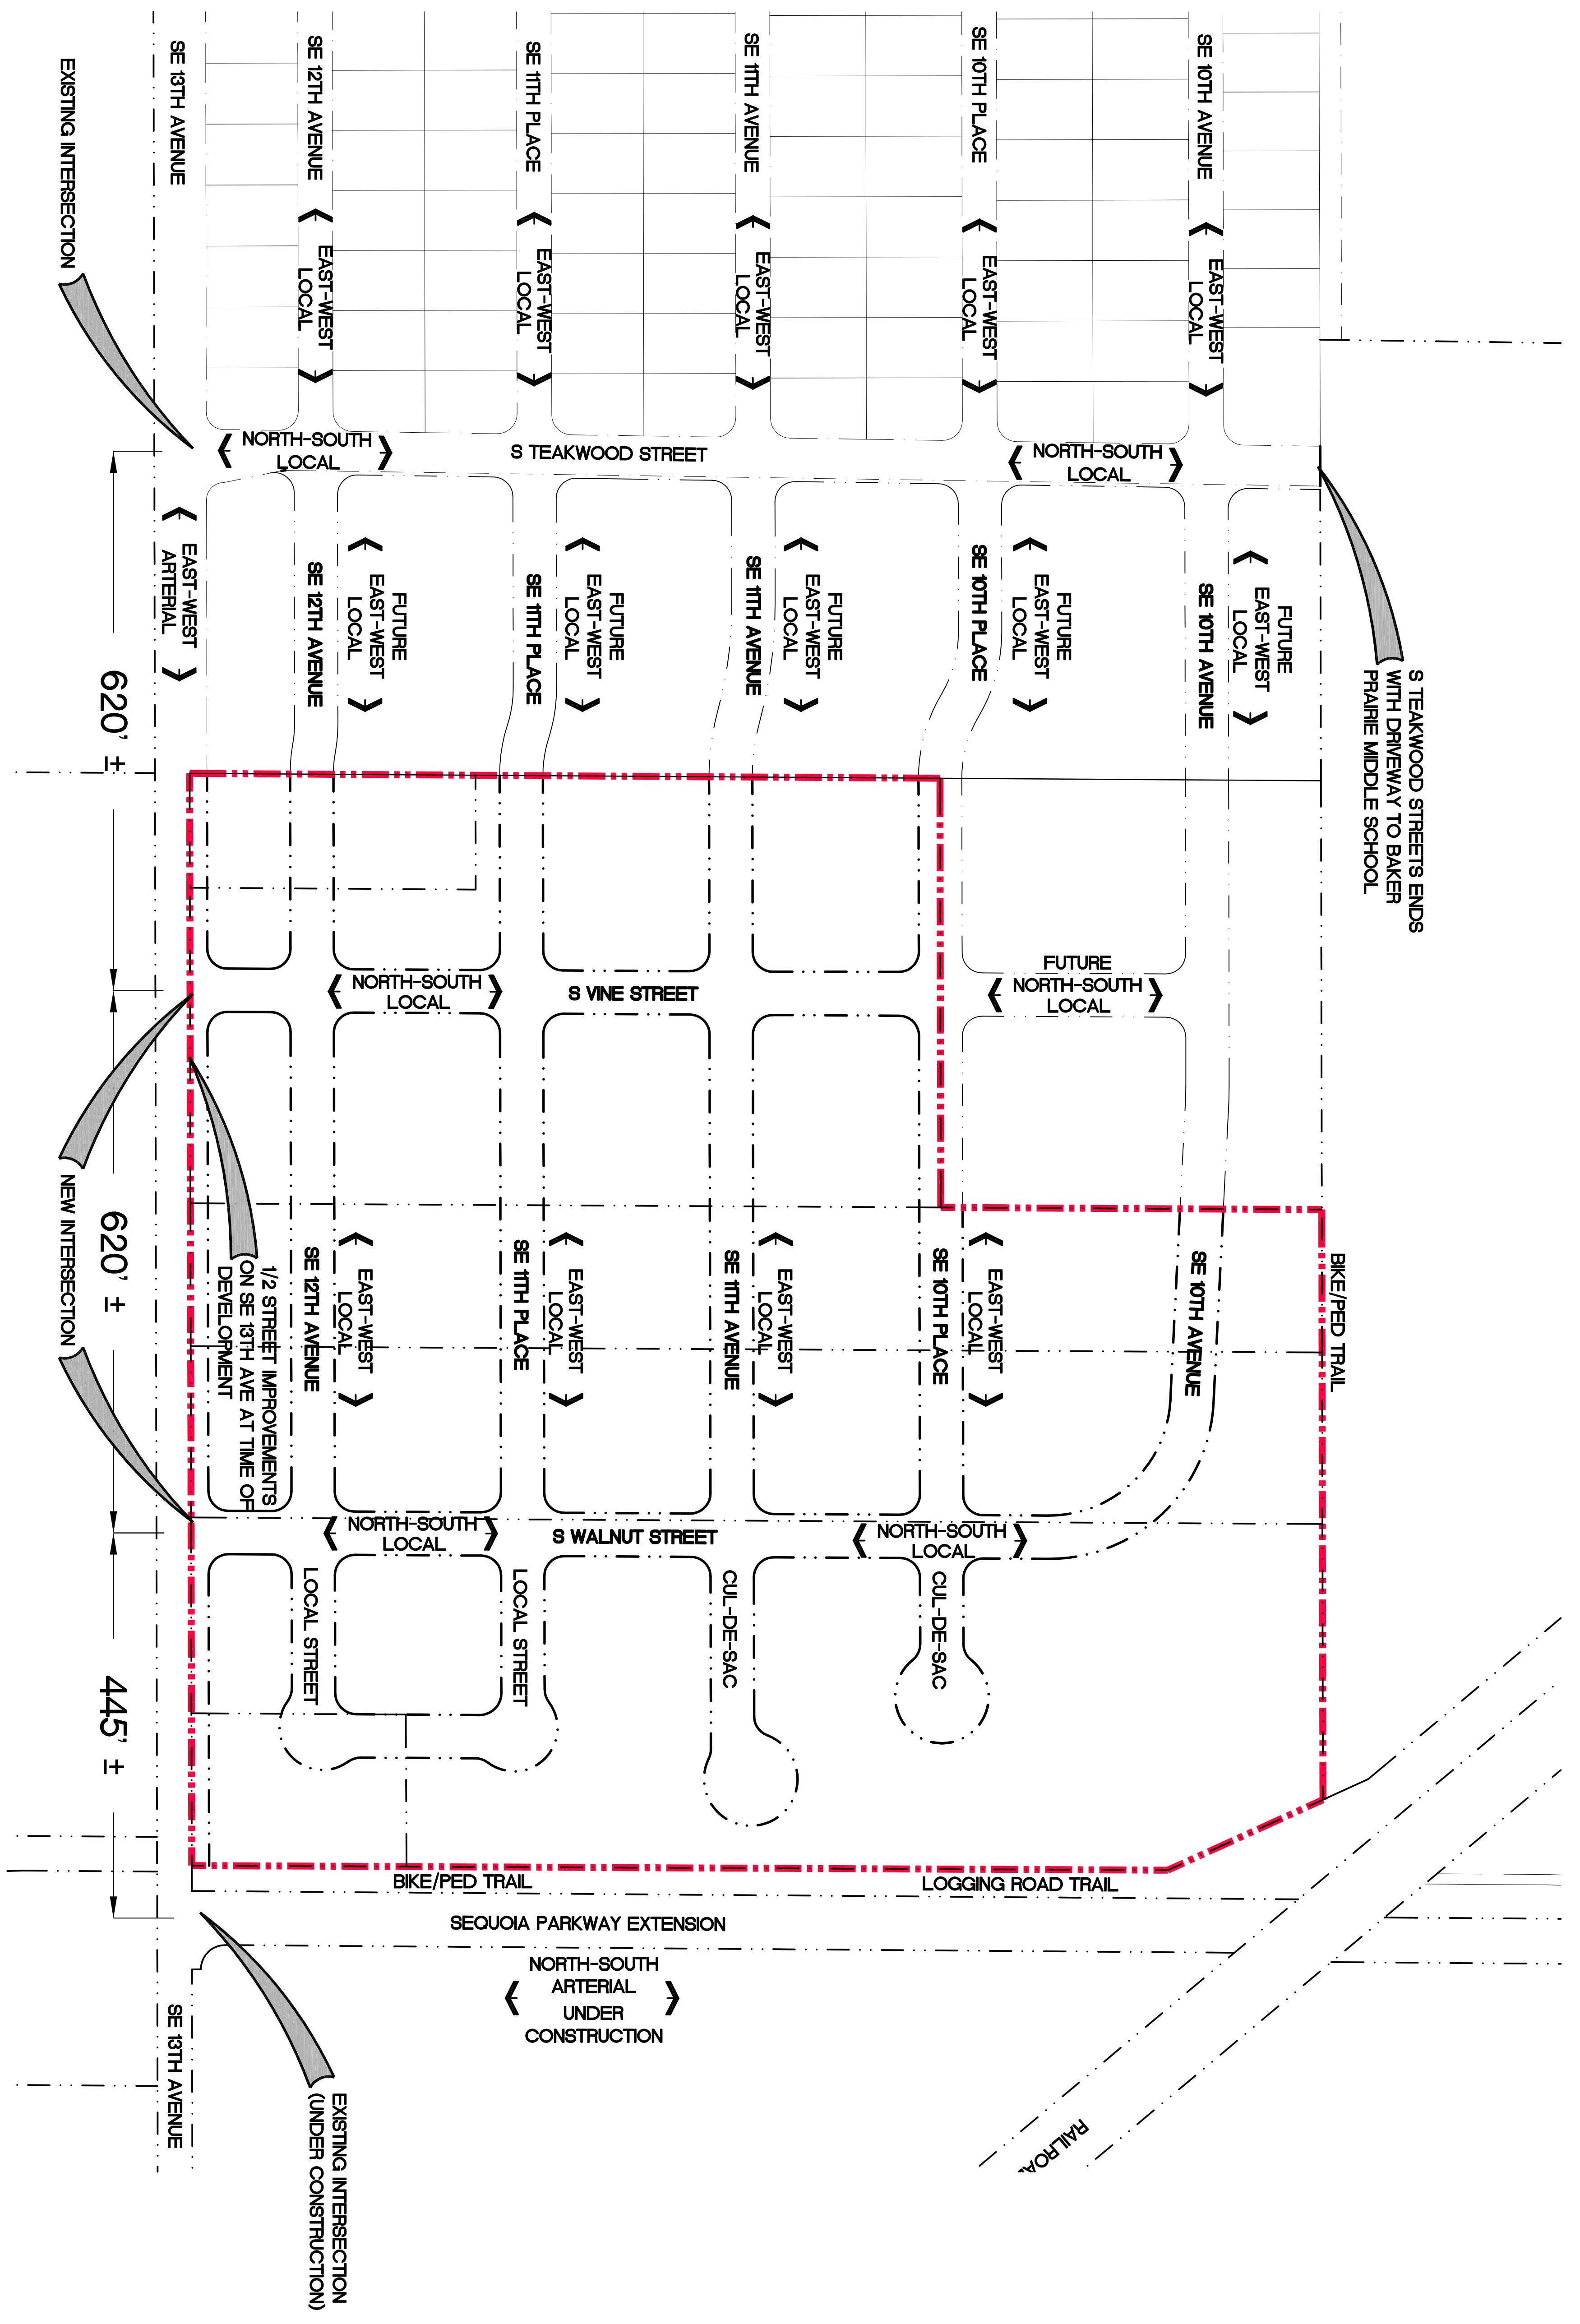 SE 13TH AVENUE
SE 12TH AVENUE
SE 11TH PLACE
SE 11TH AVENUE
SE 10TH PLACE
SE 10TH AVENUE
EXISTING INTERSECTION
EAST-WEST
LOCAL
EAST-WEST
LOCAL
EAST-WEST
LOCAL
EAST-WEST
LOCAL
EAST-WEST
LOCAL
NORTH-SOUTH
LOCAL
S TEAKWOOD STREET
NORTH-SOUTH
LOCAL
EAST-WEST
ARTERIAL
SE 12TH AVENUE
FUTURE
EAST-WEST
LOCAL
SE 11TH PLACE
FUTURE
EAST-WEST
LOCAL
SE 11TH AVENUE
FUTURE
EAST-WEST
LOCAL
SE 10TH PLACE
FUTURE
EAST-WEST
LOCAL
SE 10TH AVENUE
FUTURE
EAST-WEST
LOCAL
S TEAKWOOD STREETS ENDS
WITH DRIVEWAY TO BAKER
PRAIRIE MIDDLE SCHOOL
620' ±
NORTH-SOUTH
LOCAL
S VINE STREET
FUTURE
NORTH-SOUTH
LOCAL
NEW INTERSECTION
620' ±
1/2 STREET IMPROVEMENTS
ON SE 13TH AVE AT TIME OF
DEVELOPMENT
SE 12TH AVENUE
EAST-WEST
LOCAL
SE 11TH PLACE
EAST-WEST
LOCAL
SE 11TH AVENUE
EAST-WEST
LOCAL
SE 10TH PLACE
EAST-WEST
LOCAL
SE 10TH AVENUE
BIKE/PED TRAIL
NORTH-SOUTH
LOCAL
S WALNUT STREET
NORTH-SOUTH
LOCAL
LOCAL STREET
LOCAL STREET
CUL-DE-SAC
CUL-DE-SAC
445' ±
BIKE/PED TRAIL
LOGGING ROAD TRAIL
SEQUOIA PARKWAY EXTENSION
NORTH-SOUTH
ARTERIAL
UNDER
CONSTRUCTION
SE 13TH AVENUE
EXISTING INTERSECTION
(UNDER CONSTRUCTION)